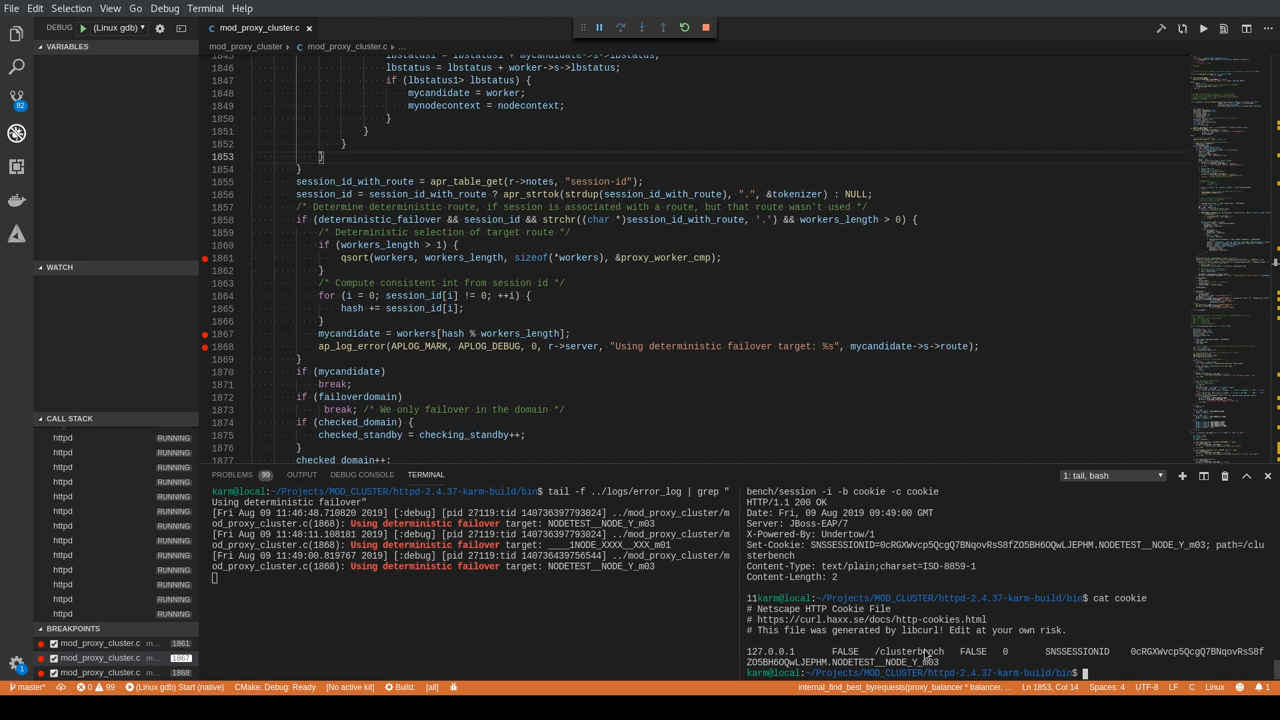 File Edit Selection View Go Debug Terminal Help
DEBUG (Linux gdb)
mod_proxy_cluster.c ×
VARIABLES
mod_proxy_cluster › C mod_proxy_cluster.c › ...
1845 lbstatus1 = lbstatus1 + mycandidate->s->lbstatus;
1846 lbstatus = lbstatus + worker->s->lbstatus;
1847 if (lbstatus1> lbstatus) {
1848 mycandidate = worker;
1849 mynodecontext = nodecontext;
1850 }
1851 }
1852 }
1853 }
1854 }
1855 session_id_with_route = apr_table_get(r->notes, "session-id");
1856 session_id = session_id_with_route ? apr_strtok(strdup(session_id_with_route), ".", &tokenizer) : NULL;
1857 /* Determine deterministic route, if session is associated with a route, but that route wasn't used */
1858 if (deterministic_failover && session_id && strchr((char *)session_id_with_route, '.') && workers_length > 0) {
1859 /* Deterministic selection of target route */
1860 if (workers_length > 1) {
1861 qsort(workers, workers_length, sizeof(*workers), &proxy_worker_cmp);
1862 }
1863 /* Compute consistent int from session id */
1864 for (i = 0; session_id[i] != 0; ++i) {
1865 hash += session_id[i];
1866 }
1867 mycandidate = workers[hash % workers_length];
1868 ap_log_error(APLOG_MARK, APLOG_DEBUG, 0, r->server, "Using deterministic failover target: %s", mycandidate->s->route);
1869 }
1870 if (mycandidate)
1871 break;
1872 if (failoverdomain)
1873 break; /* We only failover in the domain */
1874 if (checked_domain) {
1875 checked_standby = checking_standby++;
1876 }
1877 checked_domain++;
WATCH
CALL STACK
httpd RUNNING
httpd RUNNING
httpd RUNNING
httpd RUNNING
httpd RUNNING
httpd RUNNING
httpd RUNNING
httpd RUNNING
httpd RUNNING
httpd RUNNING
httpd RUNNING
httpd RUNNING
httpd RUNNING
BREAKPOINTS
mod_proxy_cluster.c m... 1861
mod_proxy_cluster.c m... 1867
mod_proxy_cluster.c m... 1868
82
1
PROBLEMS 99 OUTPUT DEBUG CONSOLE TERMINAL
1: tail, bash
karm@local:~/Projects/MOD_CLUSTER/httpd-2.4.37-karm-build/bin$ tail -f ../logs/error_log | grep "
Using deterministic failover"
[Fri Aug 09 11:46:48.710820 2019] [:debug] [pid 27119:tid 140736397793024] ../mod_proxy_cluster/m
od_proxy_cluster.c(1868): Using deterministic failover target: NODETEST__NODE_Y_m03
[Fri Aug 09 11:48:11.108181 2019] [:debug] [pid 27119:tid 140736397793024] ../mod_proxy_cluster/m
od_proxy_cluster.c(1868): Using deterministic failover target: ____1NODE_XXXX__XXX_m01
[Fri Aug 09 11:49:00.819767 2019] [:debug] [pid 27119:tid 140736439756544] ../mod_proxy_cluster/m
od_proxy_cluster.c(1868): Using deterministic failover target: NODETEST__NODE_Y_m03
bench/session -i -b cookie -c cookie
HTTP/1.1 200 OK
Date: Fri, 09 Aug 2019 09:49:00 GMT
Server: JBoss-EAP/7
X-Powered-By: Undertow/1
Set-Cookie: SNSSESSIONID=0cRGXWvcp5QcgQ7BNqovRsS8fZO5BH6OQwLJEPHM.NODETEST__NODE_Y_m03; path=/clu
sterbench
Content-Type: text/plain;charset=ISO-8859-1
Content-Length: 2
11karm@local:~/Projects/MOD_CLUSTER/httpd-2.4.37-karm-build/bin$ cat cookie
# Netscape HTTP Cookie File
# https://curl.haxx.se/docs/http-cookies.html
# This file was generated by libcurl! Edit at your own risk.
127.0.0.1 FALSE /clusterbench FALSE 0 SNSSESSIONID 0cRGXWvcp5QcgQ7BNqovRsS8f
ZO5BH6OQwLJEPHM.NODETEST__NODE_Y_m03
karm@local:~/Projects/MOD_CLUSTER/httpd-2.4.37-karm-build/bin$
master* 0 99 (Linux gdb) Start (native) CMake: Debug: Ready [No active kit] Build: [all] internal_find_best_byrequests(proxy_balancer * balancer, ... Ln 1853, Col 14 Spaces: 4 UTF-8 LF C Linux 1